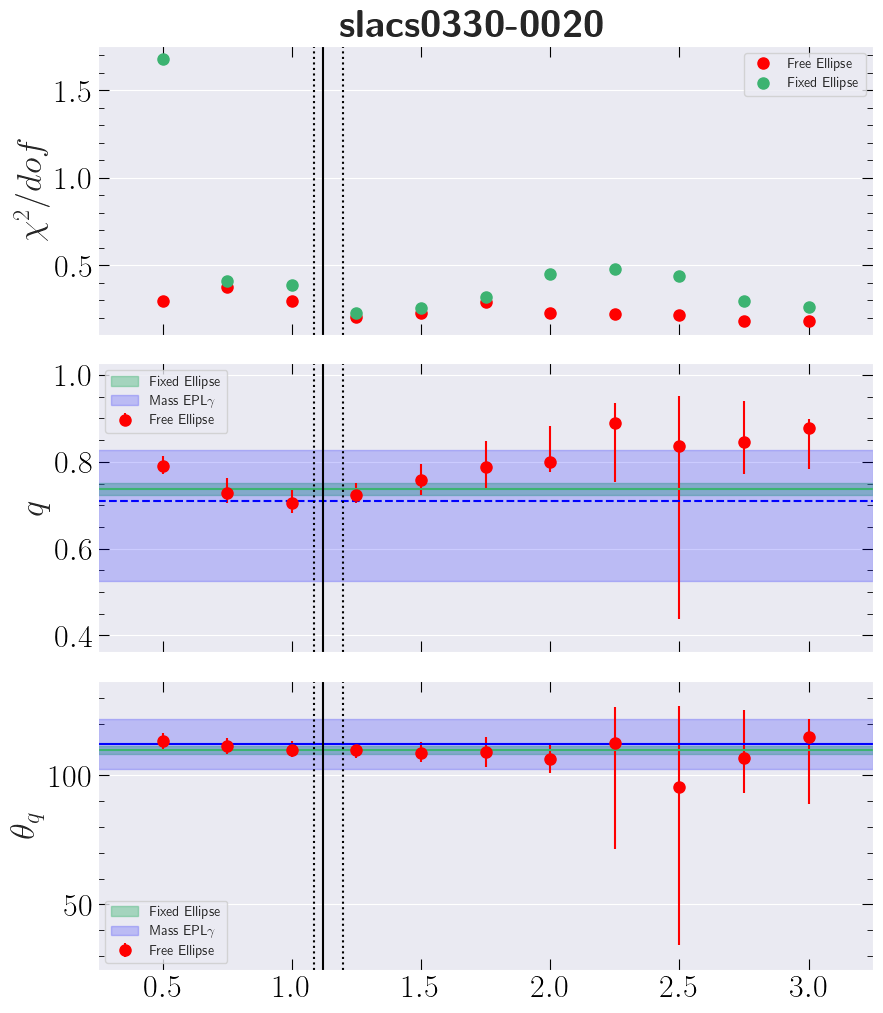 slacs0330-0020
χ²/dof
1.5
1.0
0.5
Free Ellipse
Fixed Ellipse
q
1.0
0.8
0.6
0.4
Fixed Ellipse
Mass EPLγ
Free Ellipse
θ_q
100
50
Fixed Ellipse
Mass EPLγ
Free Ellipse
0.5 1.0 1.5 2.0 2.5 3.0